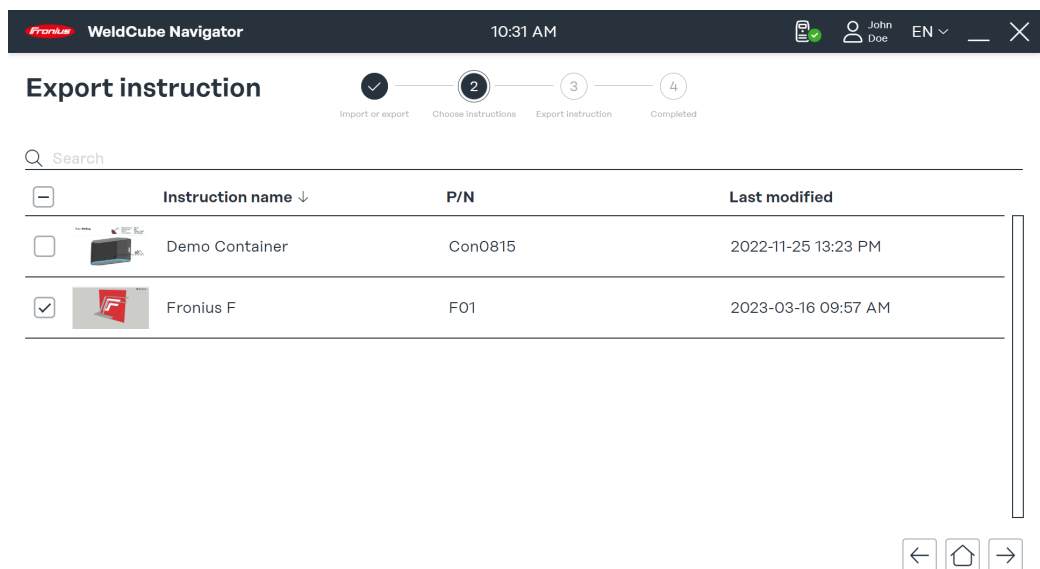 Fronius WeldCube Navigator 10:31 AM John Doe EN
Export instruction
2 3 4
Import or export Choose instructions Export instruction Completed
Search
Instruction name ↓ P/N Last modified
Demo Container Con0815 2022-11-25 13:23 PM
Fronius F F01 2023-03-16 09:57 AM